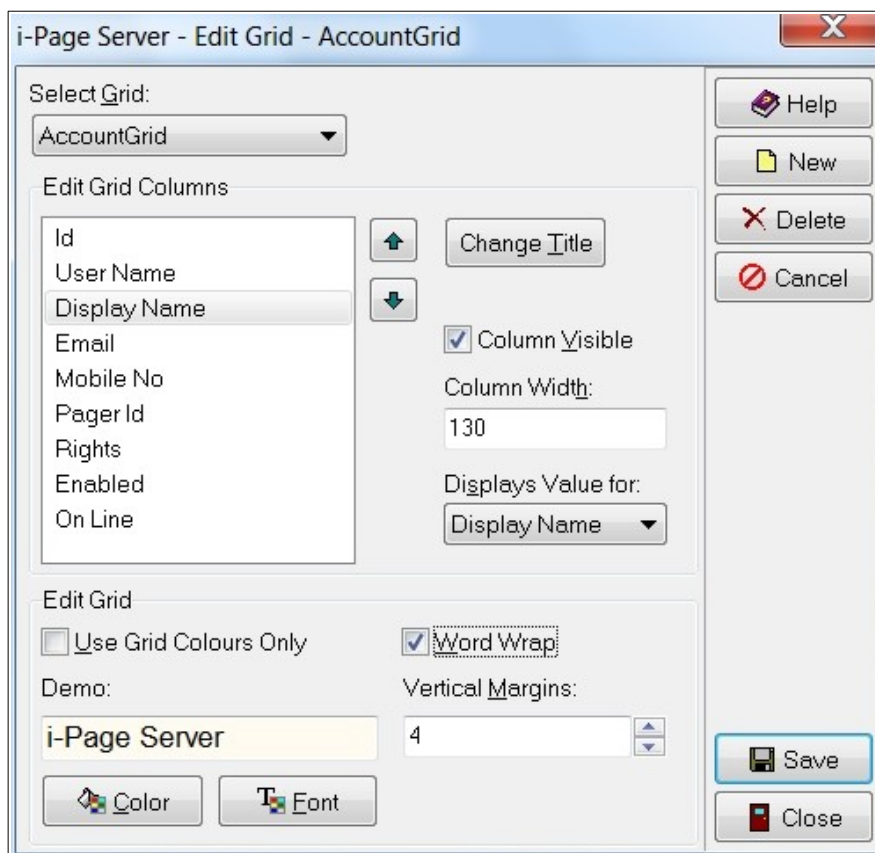 i-Page Server - Edit Grid - AccountGrid
X
Select Grid:
AccountGrid
Edit Grid Columns
Id
User Name
Display Name
Email
Mobile No
Pager Id
Rights
Enabled
On Line
Change Title
Column Visible
Column Width:
130
Displays Value for:
Display Name
Edit Grid
Use Grid Colours Only
Word Wrap
Demo:
Vertical Margins:
i-Page Server
4
Color
Font
Help
New
Delete
Cancel
Save
Close